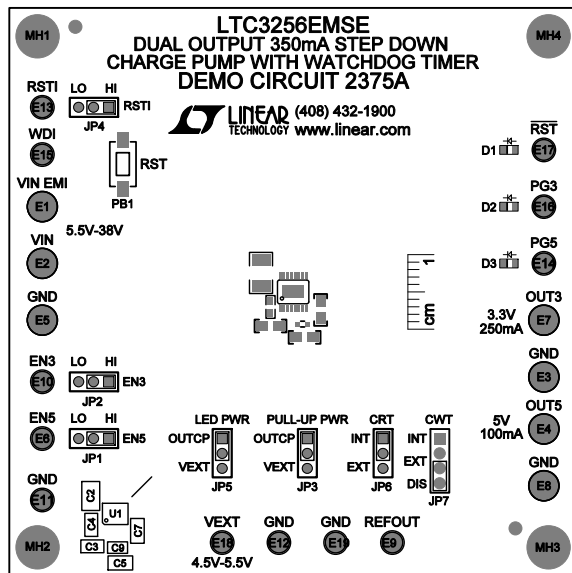 LTC3256EMSE
DUAL OUTPUT 350mA STEP DOWN
CHARGE PUMP WITH WATCHDOG TIMER
DEMO CIRCUIT 2375A
LINEAR TECHNOLOGY
(408) 432-1900
www.linear.com
MH1
MH4
RSTI
E13
LO HI
RSTI
JP4
WDI
E15
RST
PB1
VIN EMI
E1
5.5V-38V
VIN
E2
GND
E5
RST
D1
E17
PG3
D2
E16
PG5
D3
E14
1
cm
OUT3
3.3V
250mA
E7
GND
E3
OUT5
5V
100mA
E4
GND
E8
EN3
E10
LO HI
EN3
JP2
EN5
E6
LO HI
EN5
JP1
GND
E11
LED PWR
OUTCP
VEXT
JP5
PULL-UP PWR
OUTCP
VEXT
JP3
CRT
INT
EXT
JP6
CWT
INT
EXT
DIS
JP7
C2
U1
C4
C7
C3
C9
C5
MH2
VEXT
E18
4.5V-5.5V
GND
E12
GND
E19
REFOUT
E9
MH3